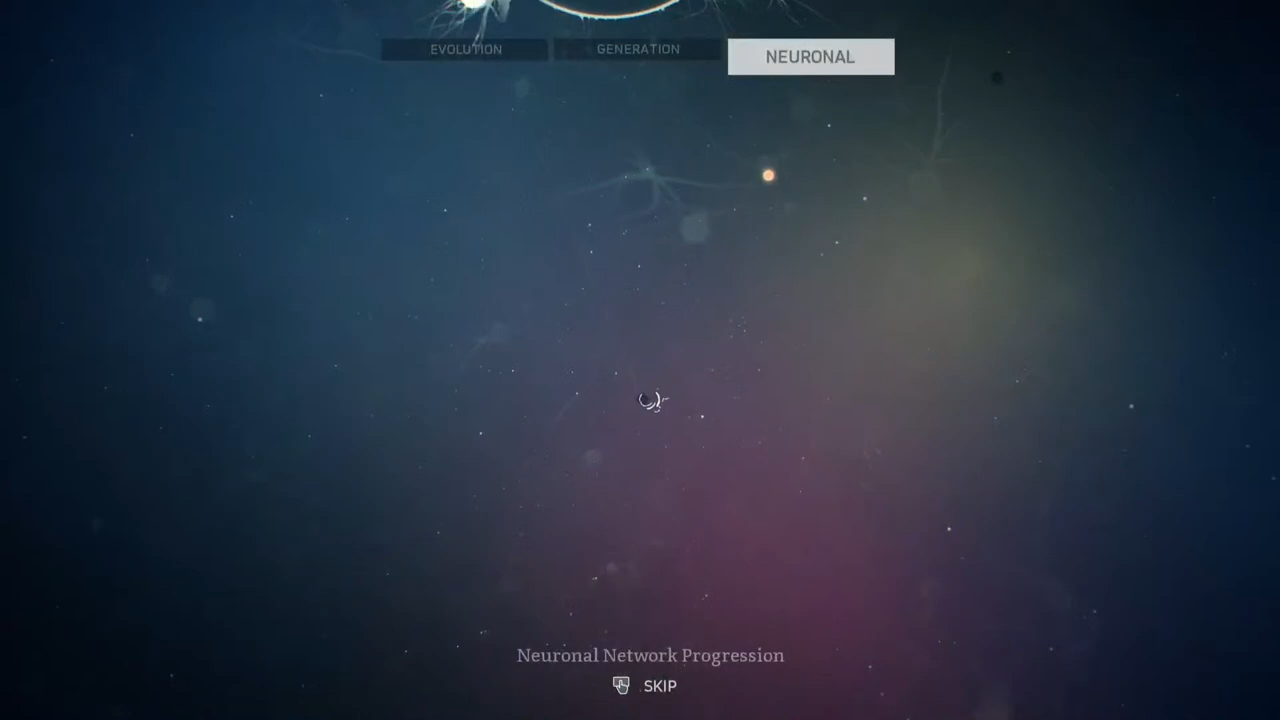 EVOLUTION
GENERATION
NEURONAL
Neuronal Network Progression
SKIP